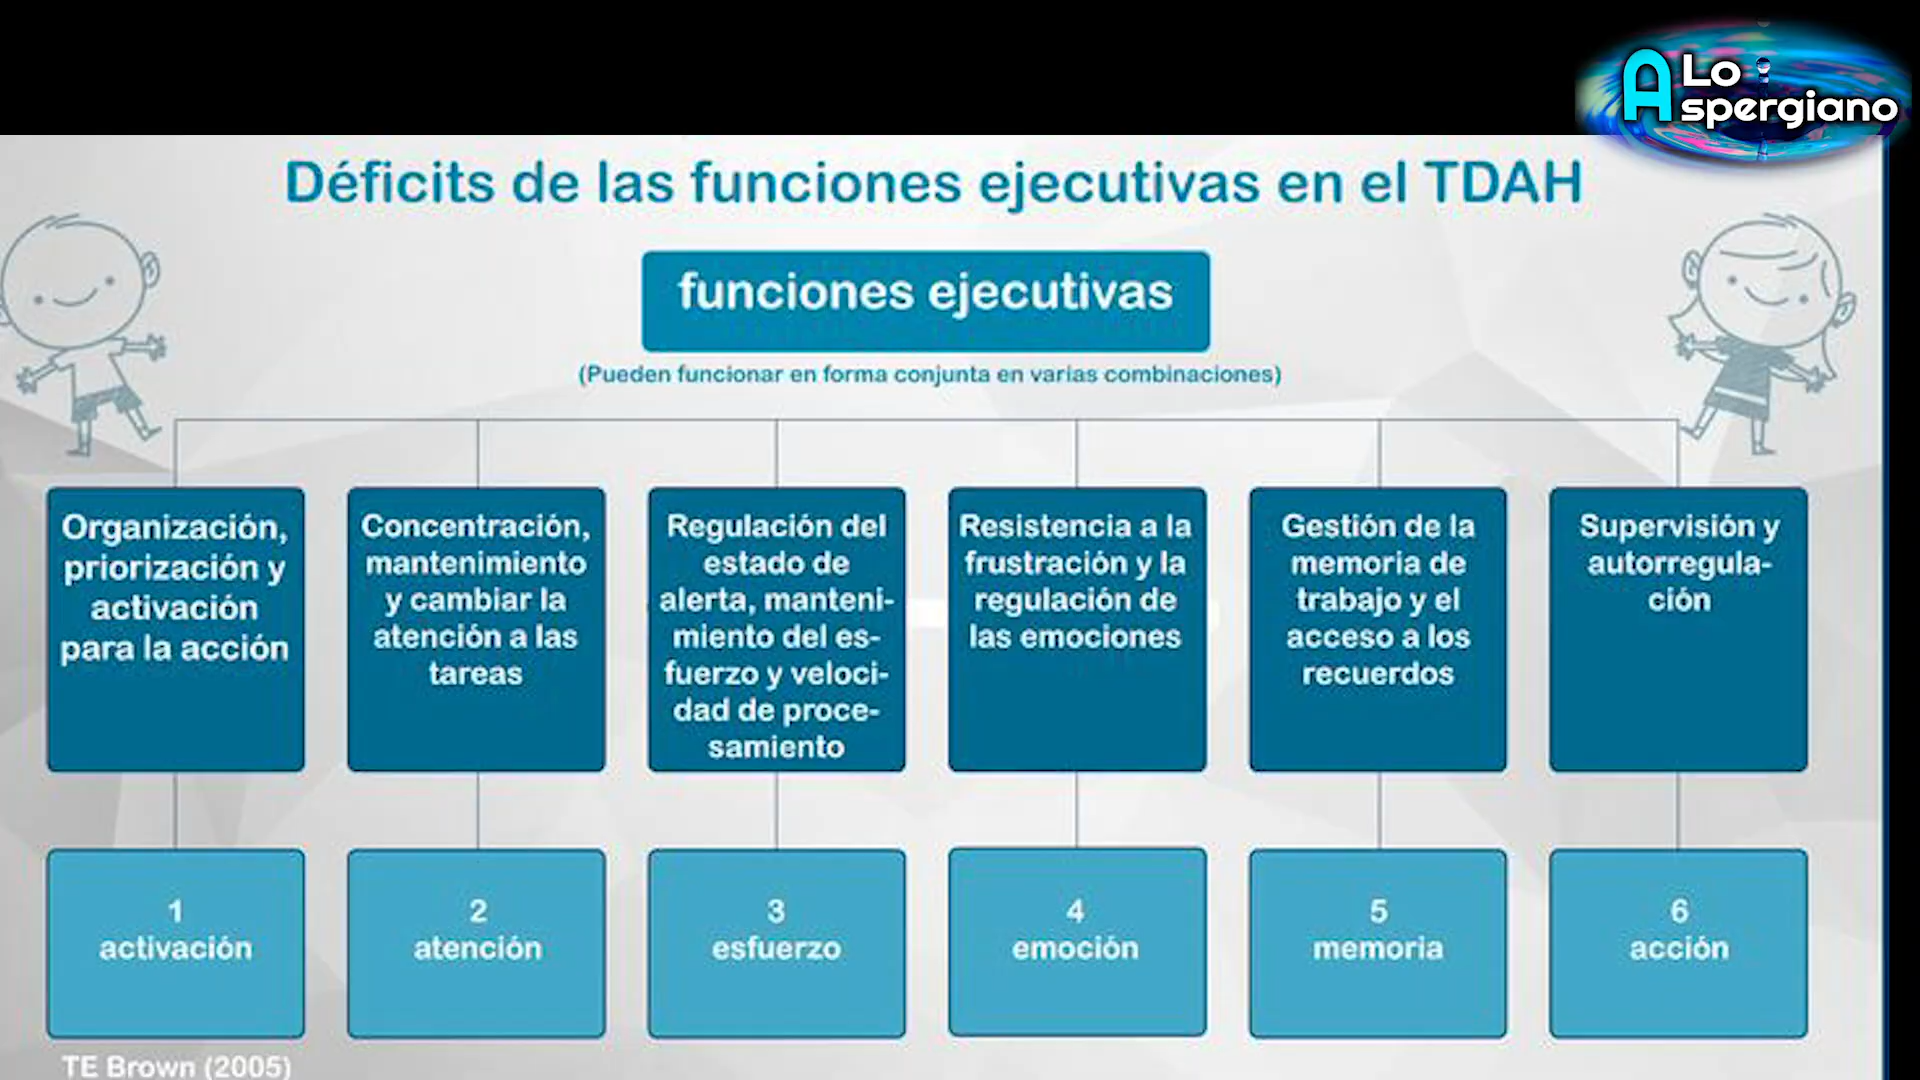 A Lo
spergiano
Déficits de las funciones ejecutivas en el TDAH
funciones ejecutivas
(Pueden funcionar en forma conjunta en varias combinaciones)
Organización,
priorización y
activación
para la acción
Concentración,
mantenimiento
y cambiar la
atención a las
tareas
Regulación del
estado de
alerta, manteni-
miento del es-
fuerzo y veloci-
dad de proce-
samiento
Resistencia a la
frustración y la
regulación de
las emociones
Gestión de la
memoria de
trabajo y el
acceso a los
recuerdos
Supervisión y
autorregula-
ción
1
activación
2
atención
3
esfuerzo
4
emoción
5
memoria
6
acción
TE Brown (2005)